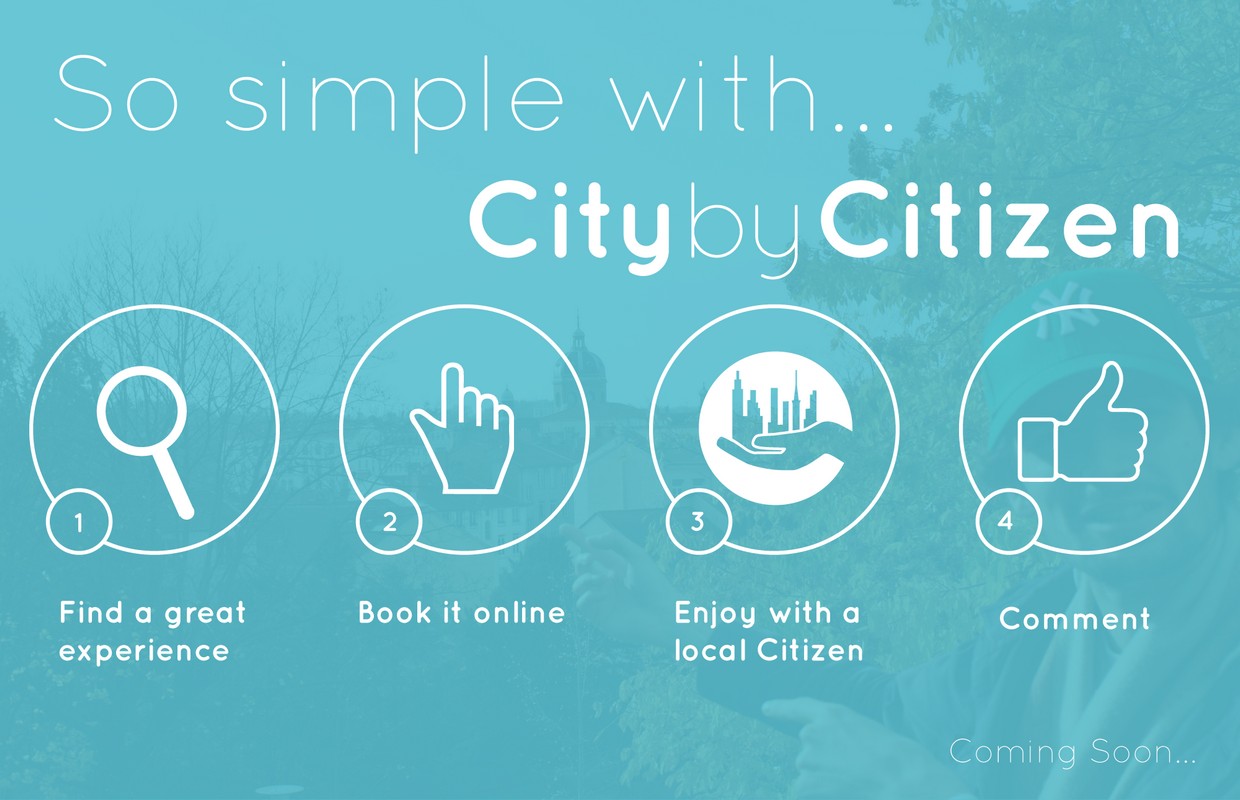 So simple with...
CitybyCitizen
1
2
3
4
Find a great
experience
Book it online
Enjoy with a
local Citizen
Comment
Coming Soon...